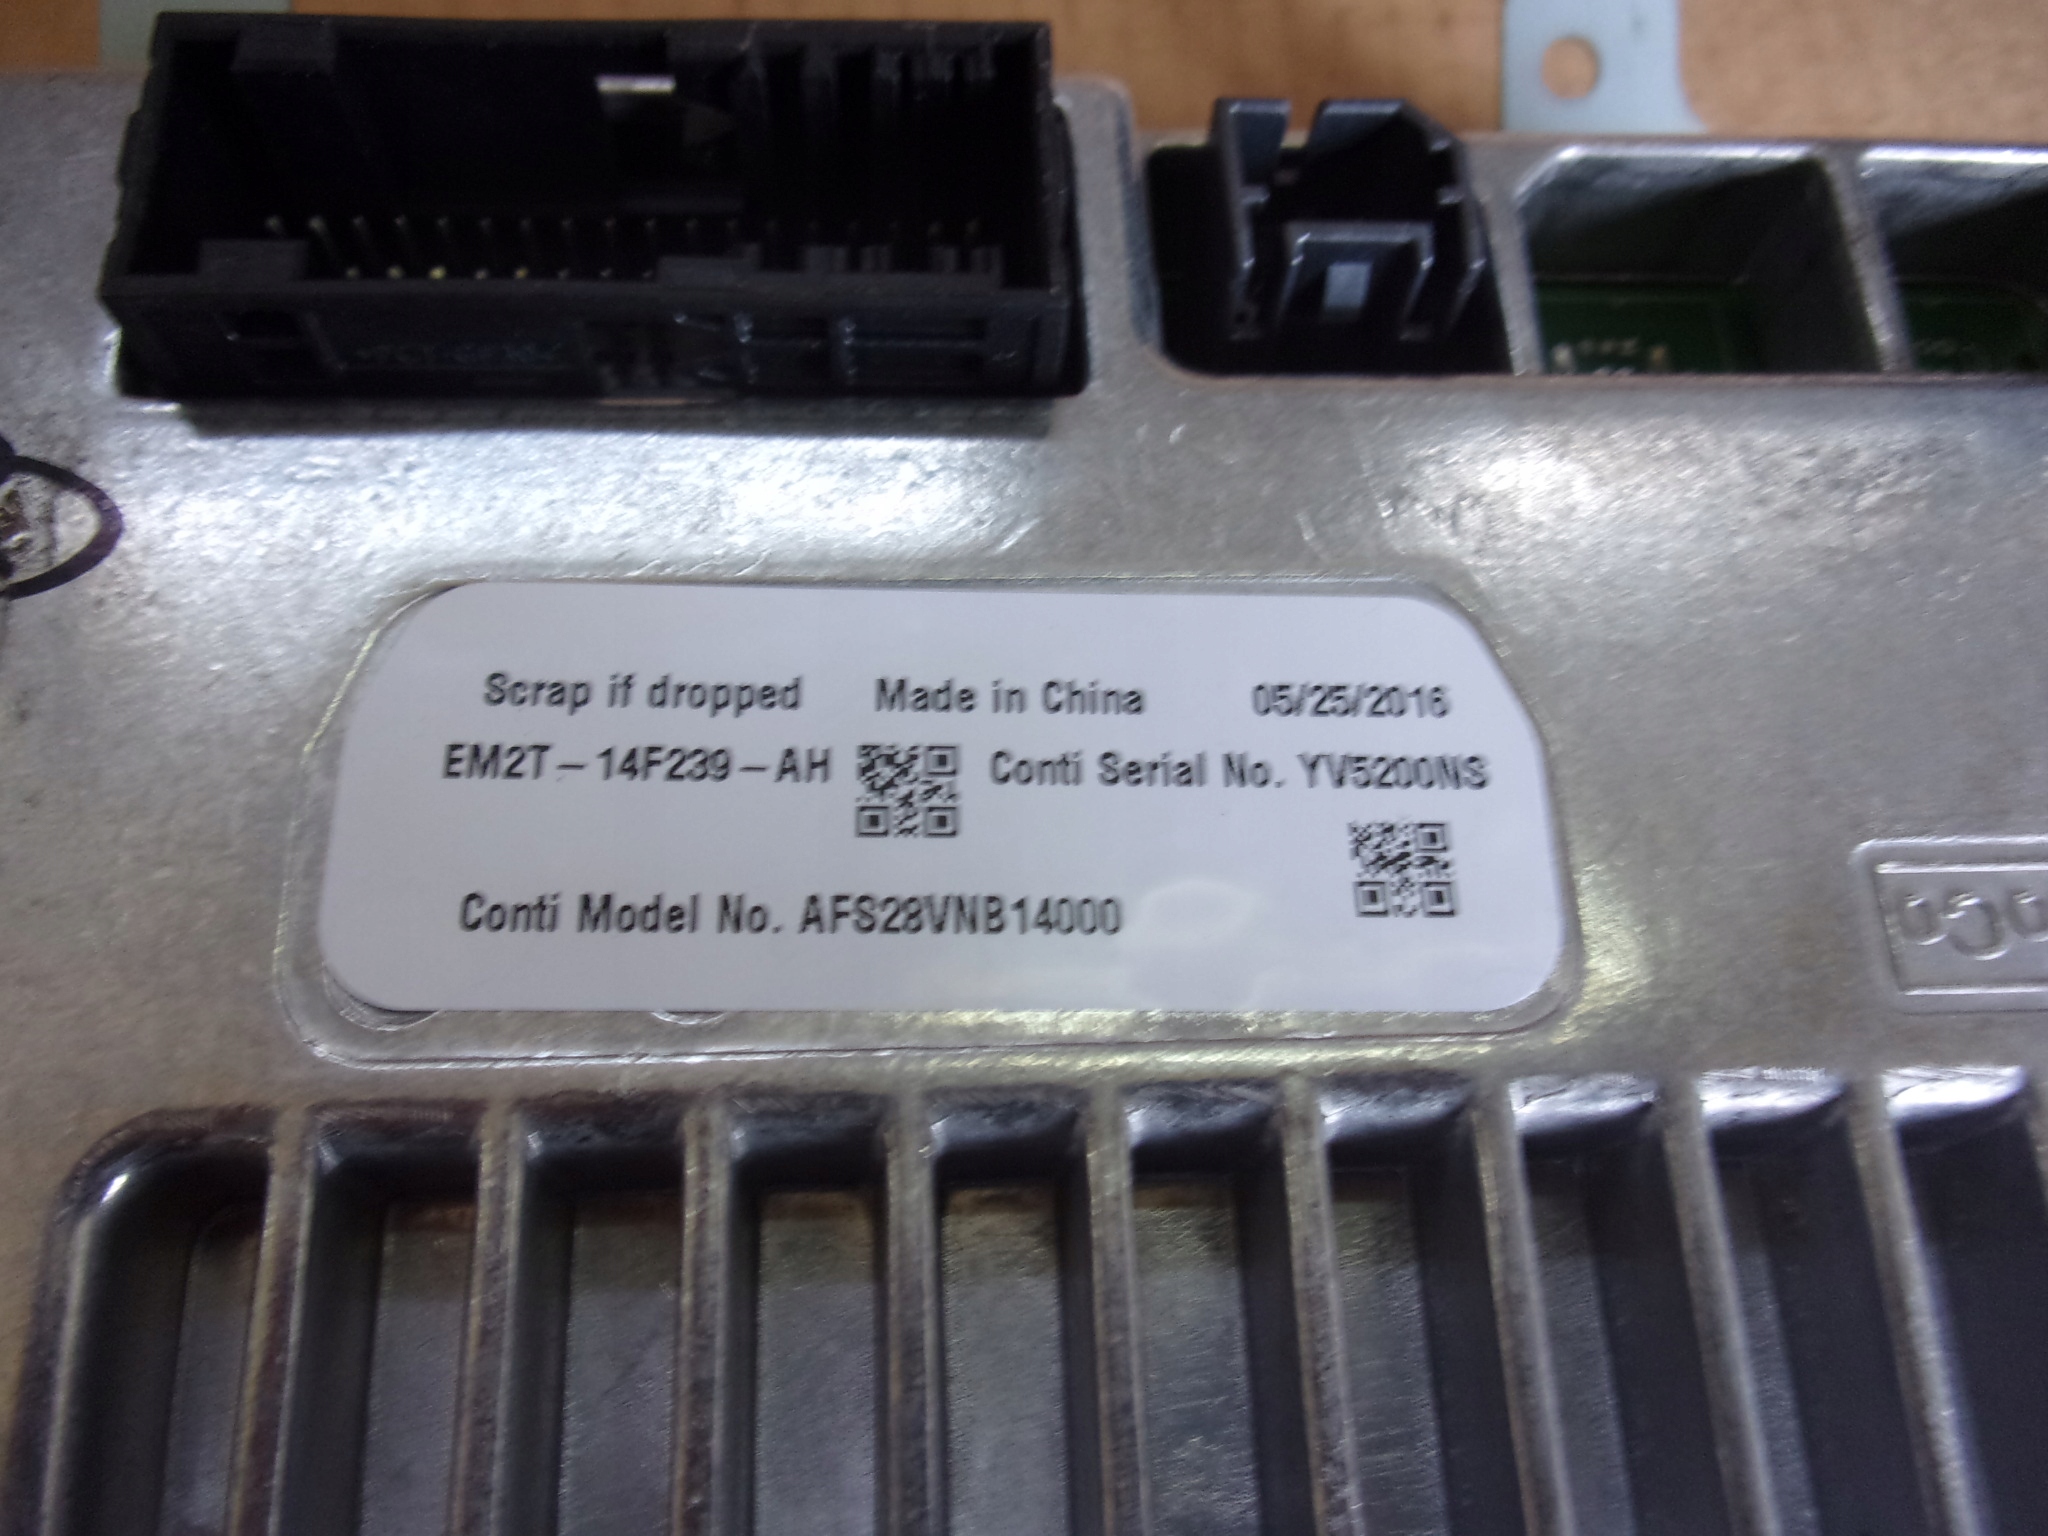 Scrap if dropped Made in China 05/25/2016
EM2T-14F239-AH Conti Serial No. YV5200NS
Conti Model No. AFS28VNB14000